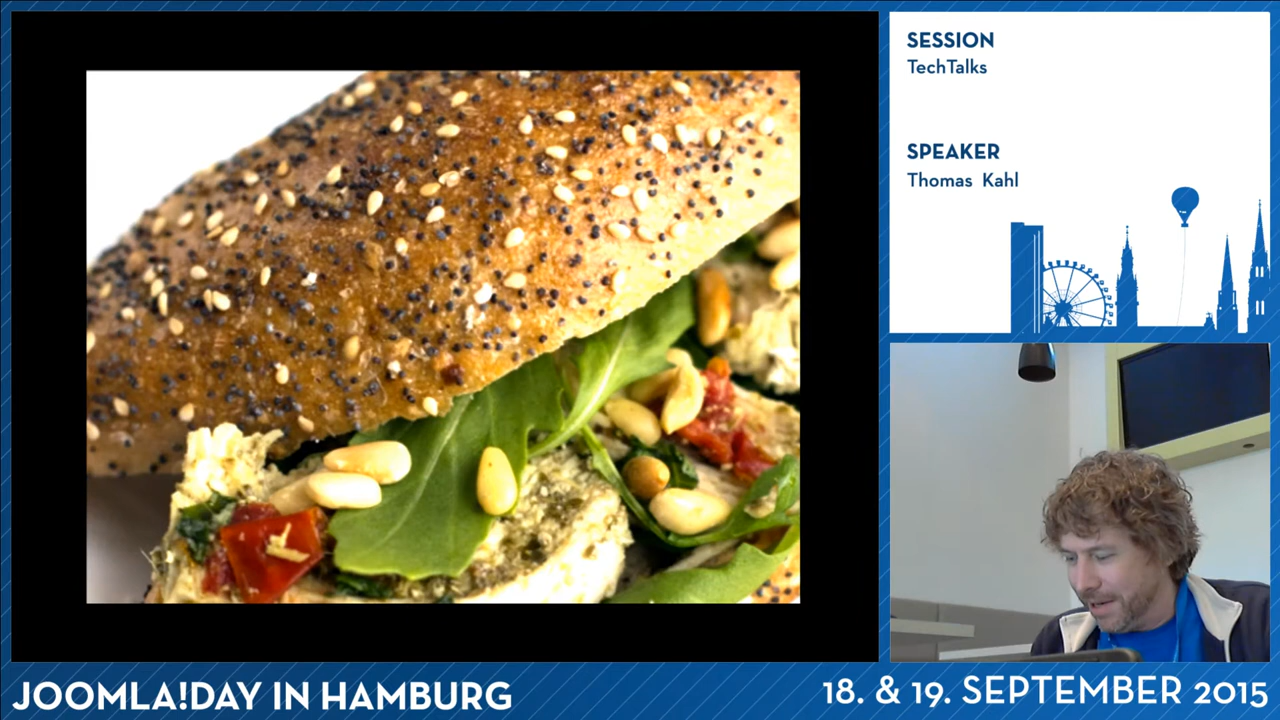 SESSION
TechTalks
SPEAKER
Thomas Kahl
JOOMLA!DAY IN HAMBURG
18. & 19. SEPTEMBER 2015